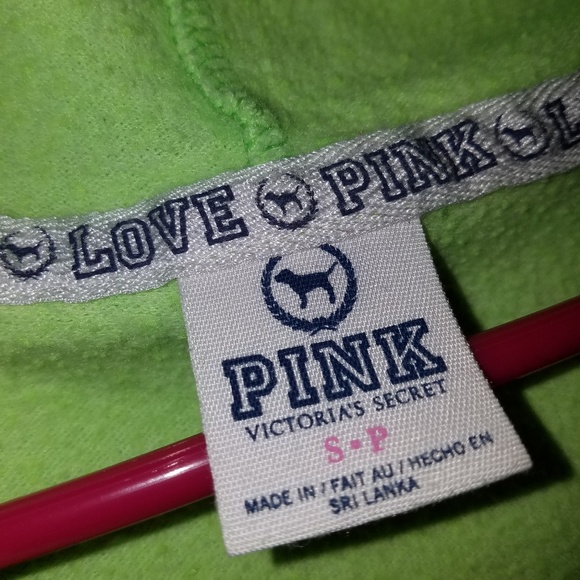 LOVE PINK L
PINK
VICTORIA'S SECRET
S•P
MADE IN / FAIT AU / HECHO EN
SRI LANKA